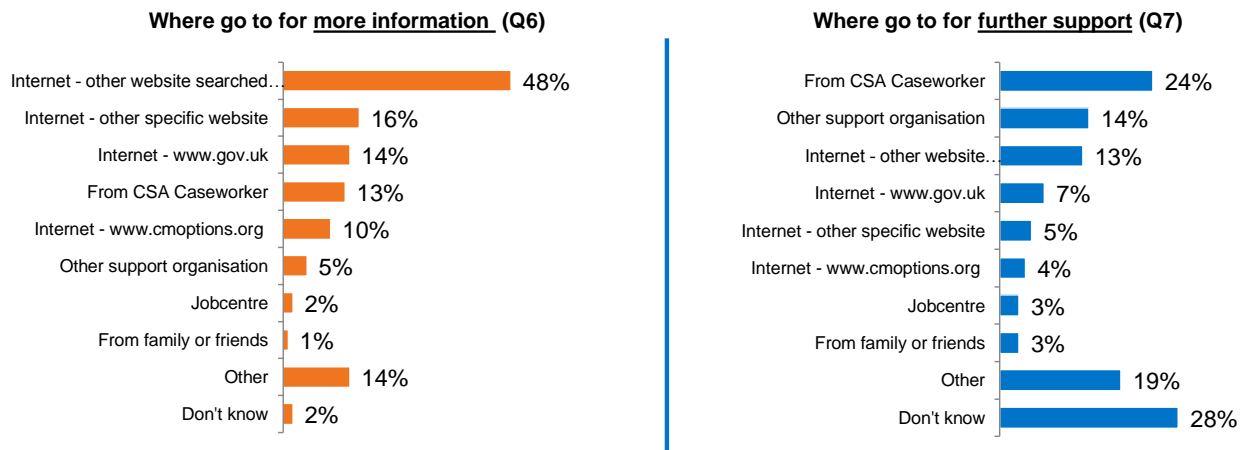 Where go to for more information (Q6)
Internet - other website searched… 48%
Internet - other specific website 16%
Internet - www.gov.uk 14%
From CSA Caseworker 13%
Internet - www.cmoptions.org 10%
Other support organisation 5%
Jobcentre 2%
From family or friends 1%
Other 14%
Don't know 2%
Where go to for further support (Q7)
From CSA Caseworker 24%
Other support organisation 14%
Internet - other website… 13%
Internet - www.gov.uk 7%
Internet - other specific website 5%
Internet - www.cmoptions.org 4%
Jobcentre 3%
From family or friends 3%
Other 19%
Don't know 28%